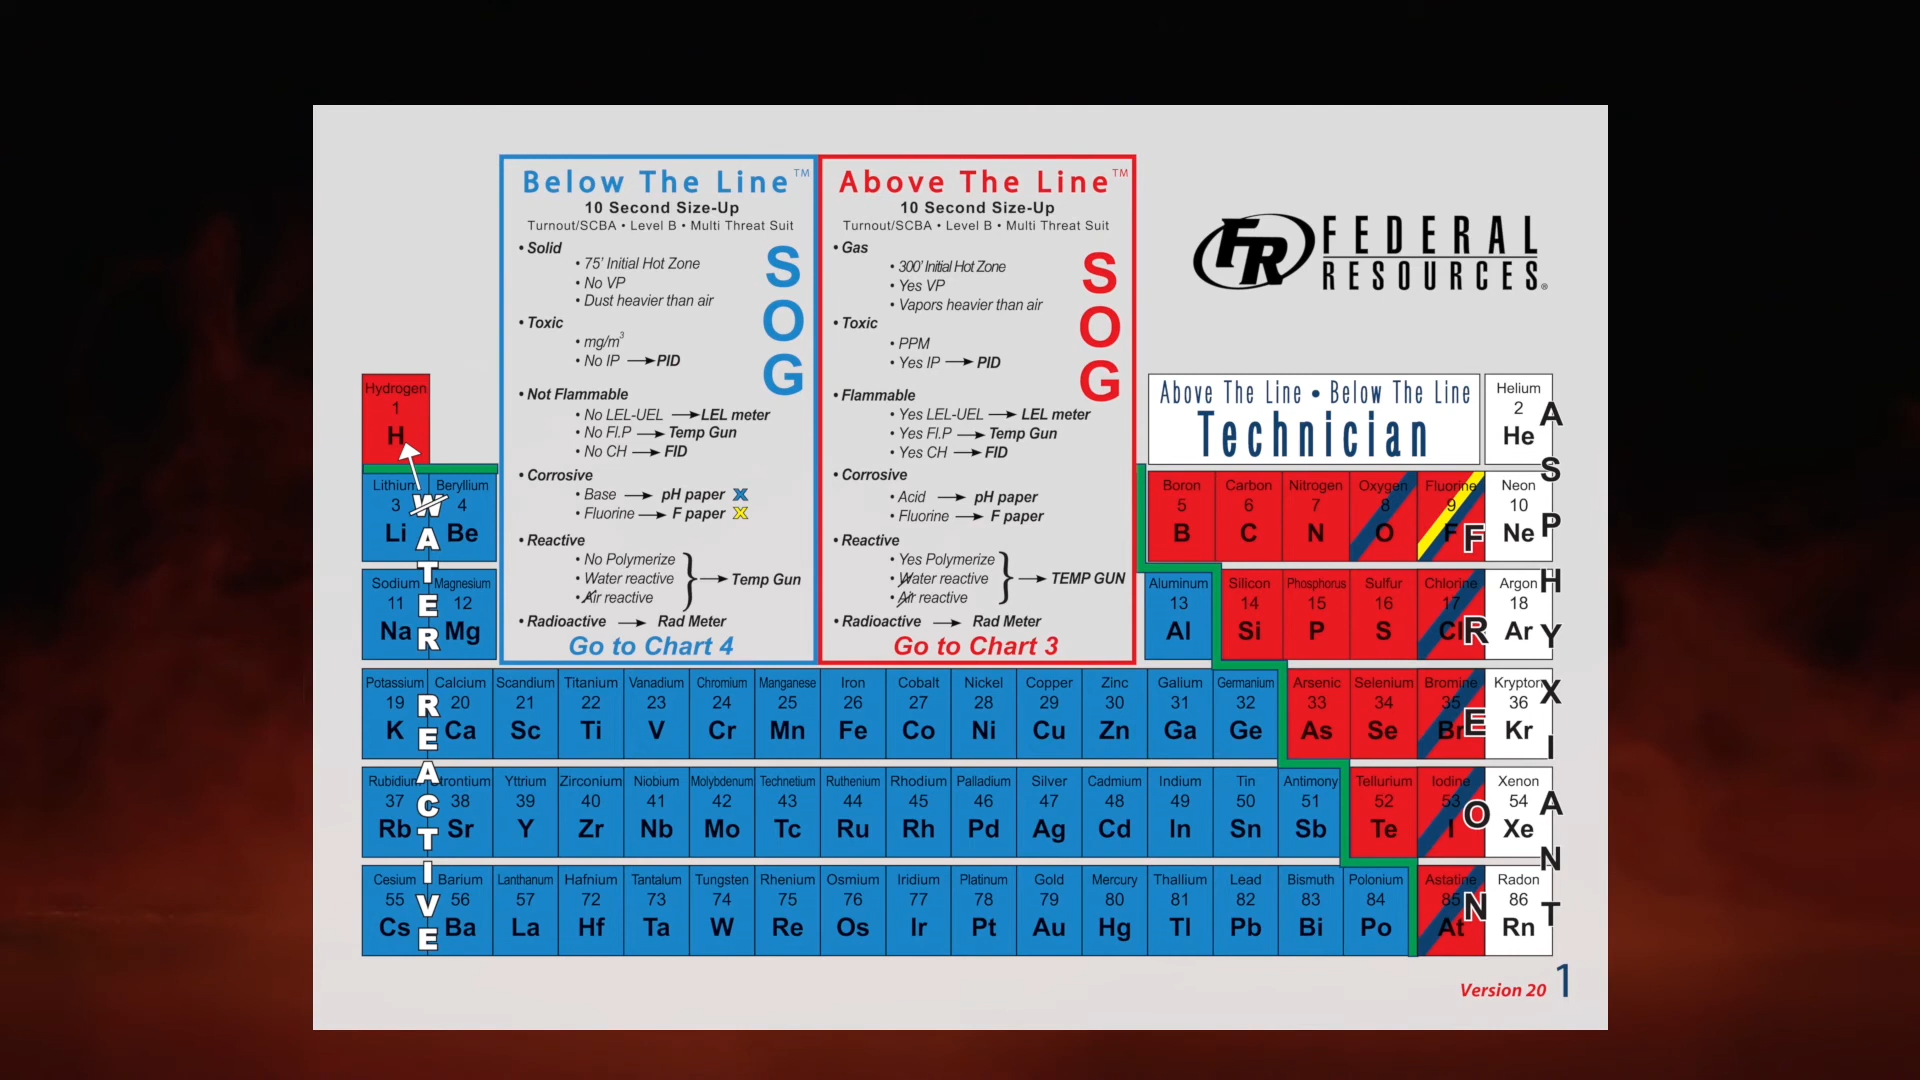 Below The Line™
10 Second Size-Up
Turnout/SCBA • Level B • Multi Threat Suit
• Solid
• 75' Initial Hot Zone
• No VP
• Dust heavier than air
• Toxic
• mg/m³
• No IP → PID
• Not Flammable
• No LEL-UEL → LEL meter
• No Fl.P → Temp Gun
• No CH → FID
• Corrosive
• Base → pH paper X
• Fluorine → F paper X
• Reactive
• No Polymerize
• Water reactive
• Air reactive
} → Temp Gun
• Radioactive → Rad Meter
Go to Chart 4
SOG
Above The Line™
10 Second Size-Up
Turnout/SCBA • Level B • Multi Threat Suit
• Gas
• 300' Initial Hot Zone
• Yes VP
• Vapors heavier than air
• Toxic
• PPM
• Yes IP → PID
• Flammable
• Yes LEL-UEL → LEL meter
• Yes Fl.P → Temp Gun
• Yes CH → FID
• Corrosive
• Acid → pH paper
• Fluorine → F paper
• Reactive
• Yes Polymerize
• Water reactive
• Air reactive
} → TEMP GUN
• Radioactive → Rad Meter
Go to Chart 3
SOG
FR FEDERAL
RESOURCES®
Above The Line • Below The Line
Technician
Hydrogen Helium
1 2
H He
Lithium Beryllium Boron Carbon Nitrogen Oxygen Fluorine Neon
3 4 5 6 7 8 9 10
Li Be B C N O F Ne
Sodium Magnesium Aluminum Silicon Phosphorus Sulfur Chlorine Argon
11 12 13 14 15 16 17 18
Na Mg Al Si P S Cl Ar
Potassium Calcium Scandium Titanium Vanadium Chromium Manganese Iron Cobalt Nickel Copper Zinc Galium Germanium Arsenic Selenium Bromine Krypton
19 20 21 22 23 24 25 26 27 28 29 30 31 32 33 34 35 36
K Ca Sc Ti V Cr Mn Fe Co Ni Cu Zn Ga Ge As Se Br Kr
Rubidium Strontium Yttrium Zirconium Niobium Molybdenum Technetium Ruthenium Rhodium Palladium Silver Cadmium Indium Tin Antimony Tellurium Iodine Xenon
37 38 39 40 41 42 43 44 45 46 47 48 49 50 51 52 53 54
Rb Sr Y Zr Nb Mo Tc Ru Rh Pd Ag Cd In Sn Sb Te I Xe
Cesium Barium Lanthanum Hafnium Tantalum Tungsten Rhenium Osmium Iridium Platinum Gold Mercury Thallium Lead Bismuth Polonium Astatine Radon
55 56 57 72 73 74 75 76 77 78 79 80 81 82 83 84 85 86
Cs Ba La Hf Ta W Re Os Ir Pt Au Hg Tl Pb Bi Po At Rn
WATER REACTIVE
FREON
ASPHYXIANT
Version 20 1